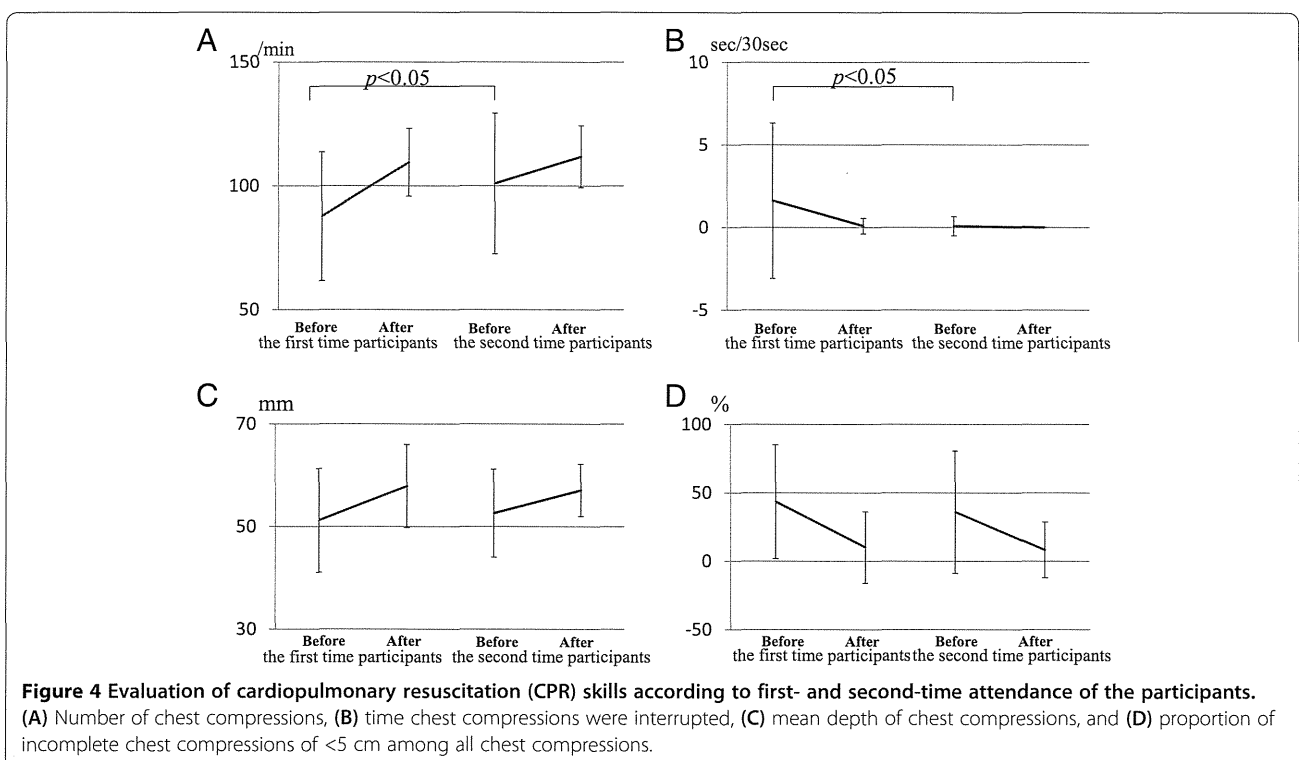 A
/min
150
p<0.05
100
50
Before After Before After
the first time participants the second time participants
B
sec/30sec
10
p<0.05
5
0
-5
Before After Before After
the first time participants the second time participants
C
mm
70
50
30
Before After Before After
the first time participants the second time participants
D
%
100
50
0
-50
Before After Before After
the first time participants the second time participants
Figure 4 Evaluation of cardiopulmonary resuscitation (CPR) skills according to first- and second-time attendance of the participants.
(A) Number of chest compressions, (B) time chest compressions were interrupted, (C) mean depth of chest compressions, and (D) proportion of
incomplete chest compressions of <5 cm among all chest compressions.